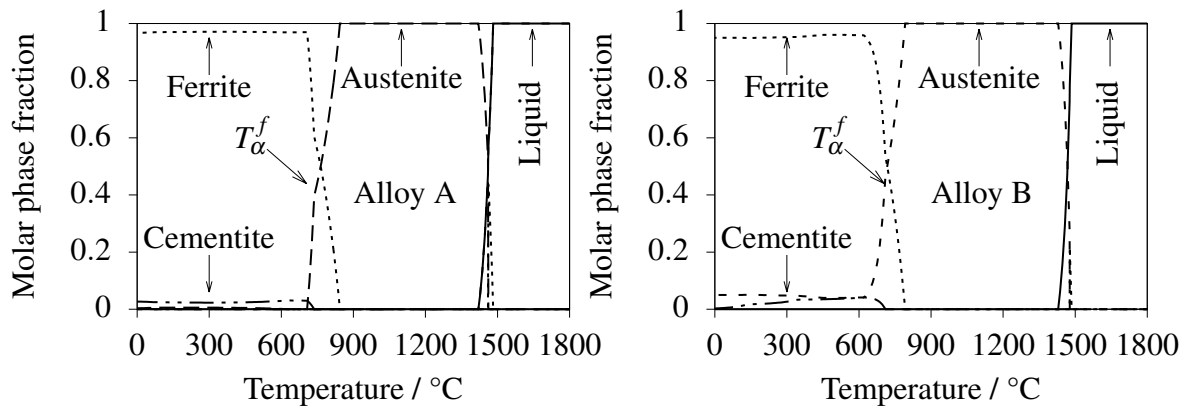 Molar phase fraction
1
0.8
0.6
0.4
0.2
0
Ferrite
Austenite
Liquid
T_α^f
Alloy A
Cementite
0 300 600 900 1200 1500 1800
Temperature / °C
Molar phase fraction
1
0.8
0.6
0.4
0.2
0
Ferrite
Austenite
Liquid
T_α^f
Alloy B
Cementite
0 300 600 900 1200 1500 1800
Temperature / °C